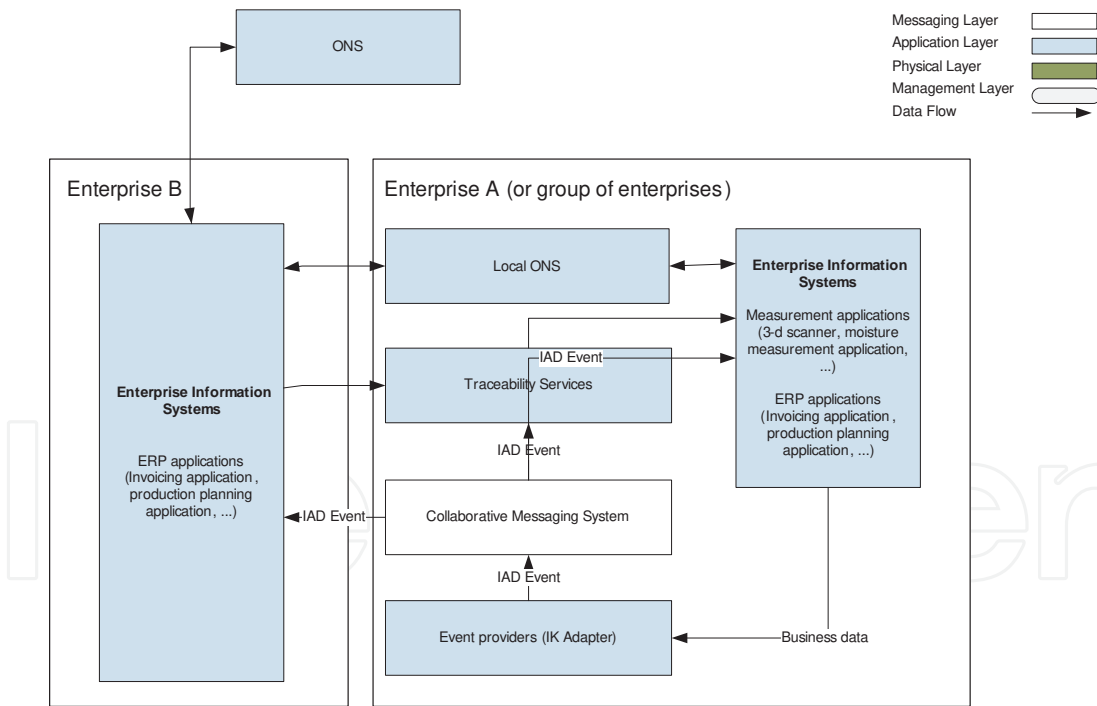 ONS
Messaging Layer
Application Layer
Physical Layer
Management Layer
Data Flow
Enterprise B
Enterprise Information
Systems
ERP applications
(Invoicing application,
production planning
application, ...)
Enterprise A (or group of enterprises)
Local ONS
Enterprise Information
Systems
Measurement applications
(3-d scanner, moisture
measurement application,
...)
ERP applications
(Invoicing application,
production planning
application, ...)
IAD Event
Traceability Services
IAD Event
IAD Event
Collaborative Messaging System
IAD Event
Event providers (IK Adapter)
Business data